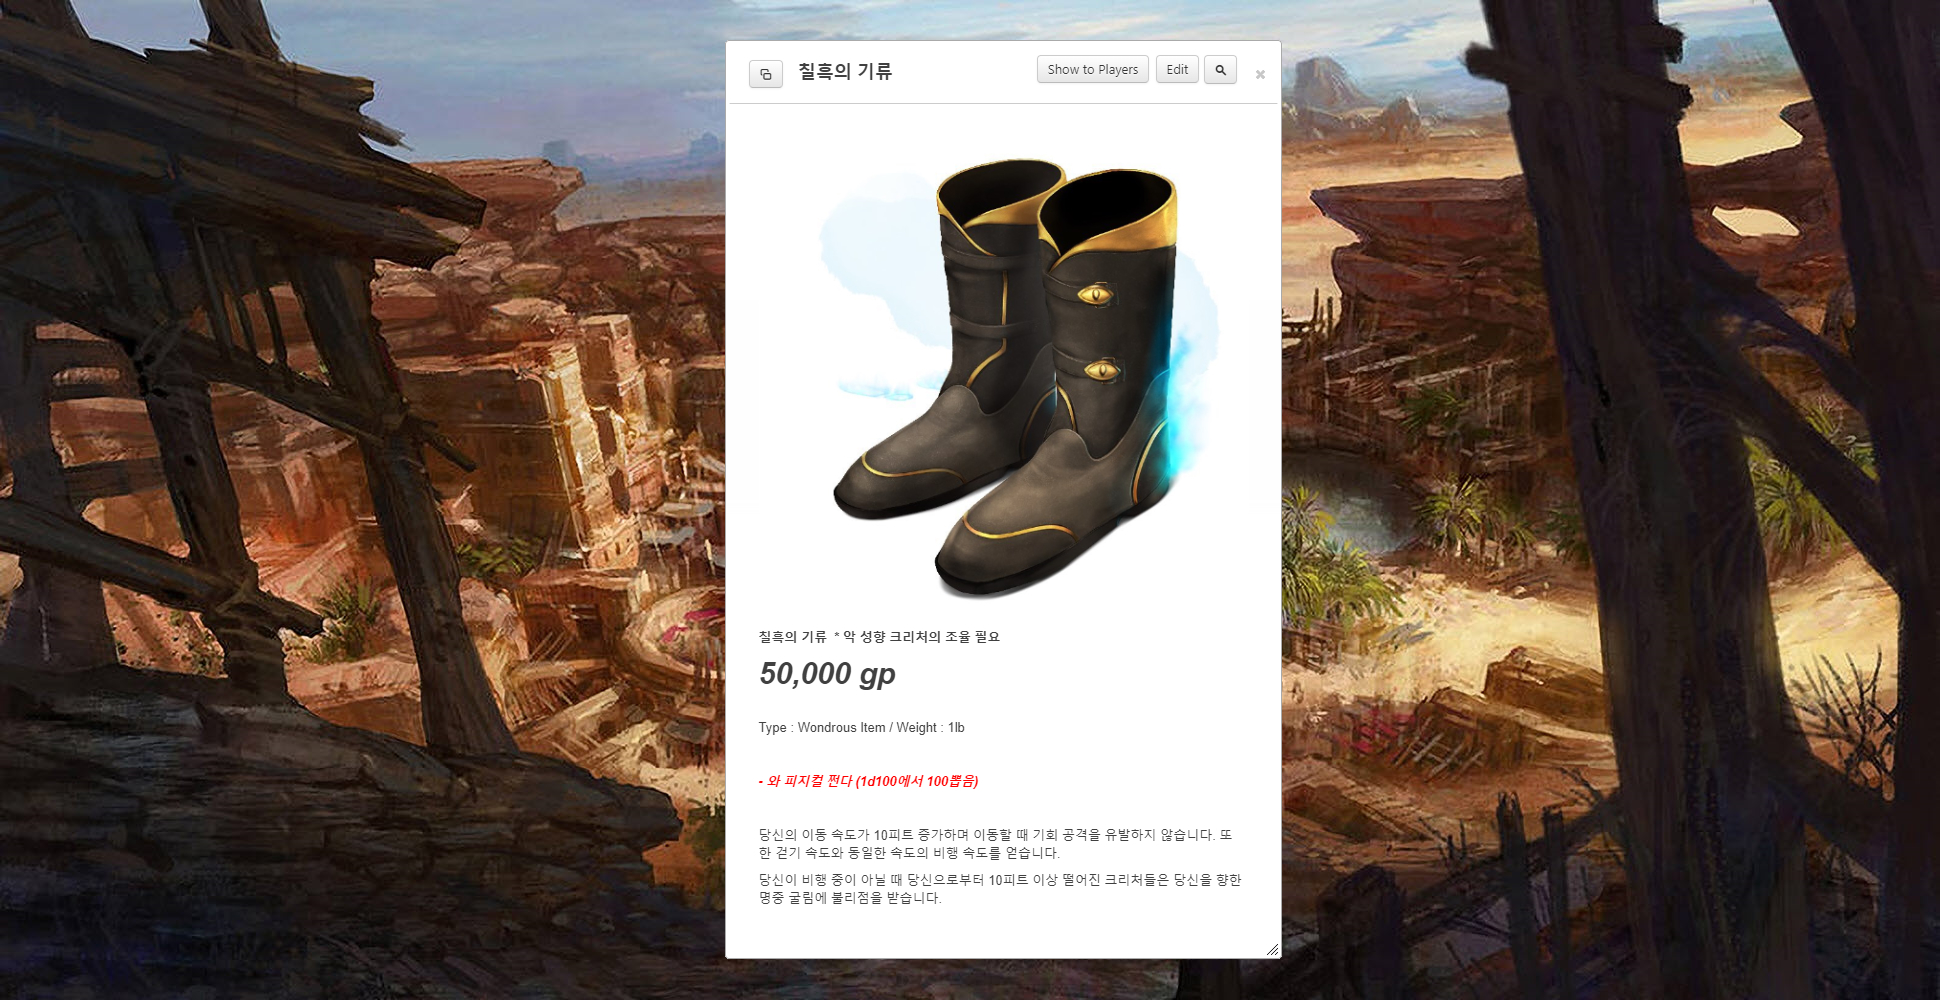 칠흑의 기류
Show to Players
Edit
칠흑의 기류 * 악 성향 크리처의 조율 필요
50,000 gp
Type : Wondrous Item / Weight : 1lb
- 와 피지컬 쩐다 (1d100에서 100뽑음)
당신의 이동 속도가 10피트 증가하며 이동할 때 기회 공격을 유발하지 않습니다. 또
한 걷기 속도와 동일한 속도의 비행 속도를 얻습니다.
당신이 비행 중이 아닐 때 당신으로부터 10피트 이상 떨어진 크리처들은 당신을 향한
명중 굴림에 불리점을 받습니다.